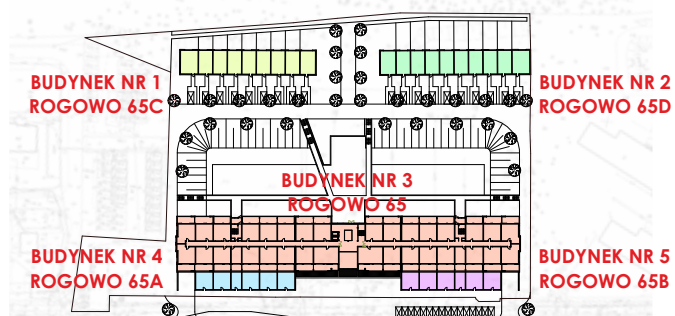 BUDYNEK NR 1
ROGOWO 65C
BUDYNEK NR 2
ROGOWO 65D
BUDYNEK NR 3
ROGOWO 65
BUDYNEK NR 4
ROGOWO 65A
BUDYNEK NR 5
ROGOWO 65B